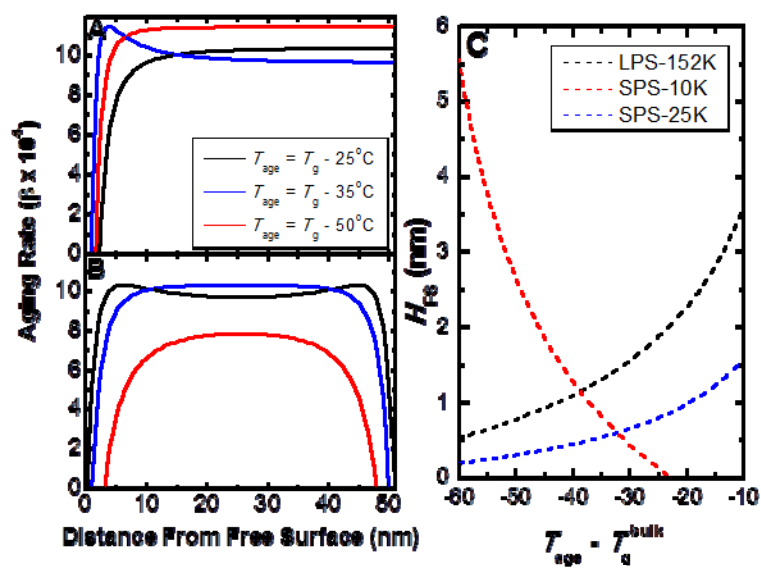 A
10
8
6
4
2
0
T_age = T_g - 25°C
T_age = T_g - 35°C
T_age = T_g - 50°C
B
10
8
6
4
2
0
Aging Rate (β x 10⁴)
0 10 20 30 40 50
Distance From Free Surface (nm)
C
LPS-152K
SPS-10K
SPS-25K
6
5
4
3
2
1
0
H_FS (nm)
-60 -50 -40 -30 -20 -10
T_age - T_g^bulk